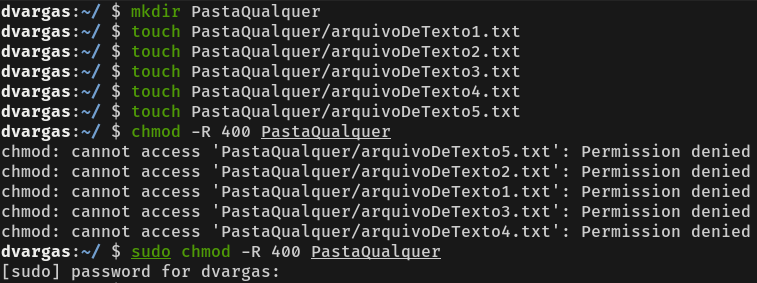 dvargas:~/ $ mkdir PastaQualquer
dvargas:~/ $ touch PastaQualquer/arquivoDeTexto1.txt
dvargas:~/ $ touch PastaQualquer/arquivoDeTexto2.txt
dvargas:~/ $ touch PastaQualquer/arquivoDeTexto3.txt
dvargas:~/ $ touch PastaQualquer/arquivoDeTexto4.txt
dvargas:~/ $ touch PastaQualquer/arquivoDeTexto5.txt
dvargas:~/ $ chmod -R 400 PastaQualquer
chmod: cannot access 'PastaQualquer/arquivoDeTexto5.txt': Permission denied
chmod: cannot access 'PastaQualquer/arquivoDeTexto2.txt': Permission denied
chmod: cannot access 'PastaQualquer/arquivoDeTexto1.txt': Permission denied
chmod: cannot access 'PastaQualquer/arquivoDeTexto3.txt': Permission denied
chmod: cannot access 'PastaQualquer/arquivoDeTexto4.txt': Permission denied
dvargas:~/ $ sudo chmod -R 400 PastaQualquer
[sudo] password for dvargas: